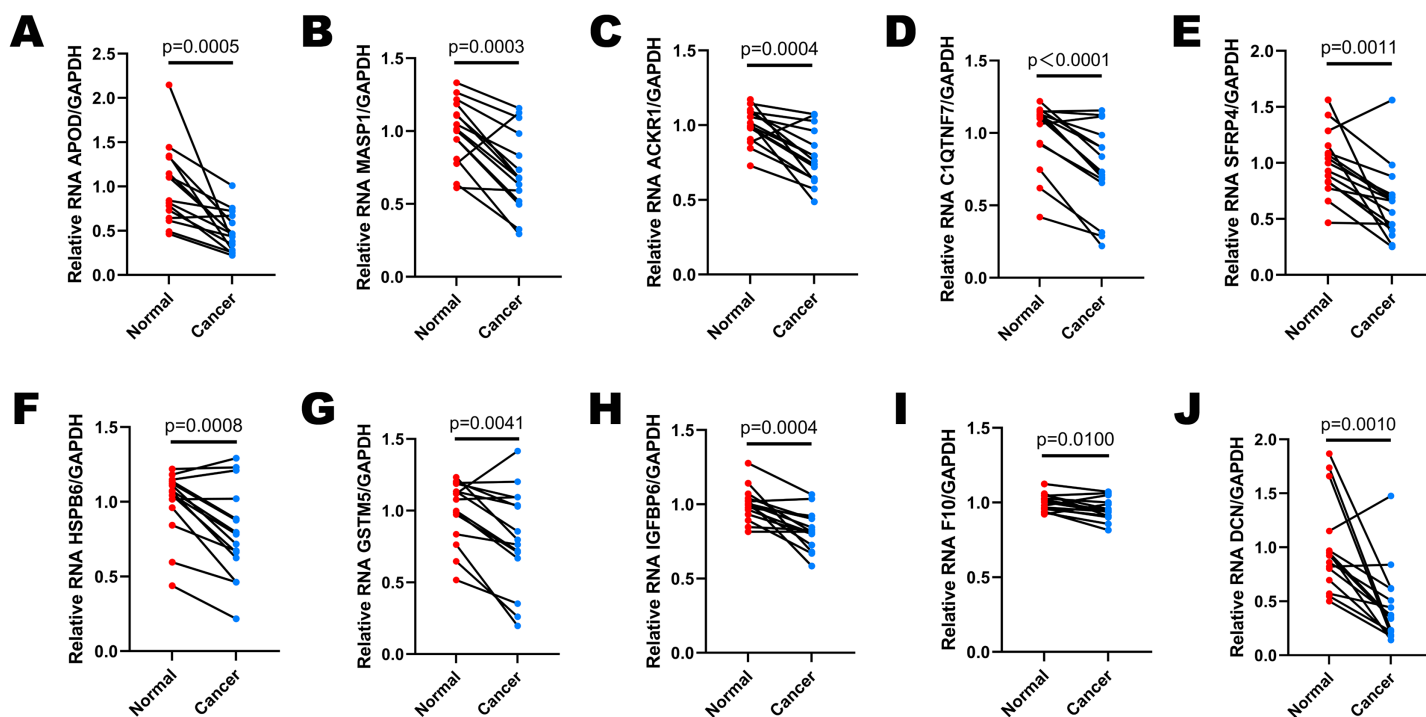 A
Relative RNA APOD/GAPDH
p=0.0005
2.5
2.0
1.5
1.0
0.5
0.0
Normal
Cancer
B
Relative RNA MASP1/GAPDH
p=0.0003
1.5
1.0
0.5
0.0
Normal
Cancer
C
Relative RNA ACKR1/GAPDH
p=0.0004
1.5
1.0
0.5
0.0
Normal
Cancer
D
Relative RNA C1QTNF7/GAPDH
p<0.0001
1.5
1.0
0.5
0.0
Normal
Cancer
E
Relative RNA SFRP4/GAPDH
p=0.0011
2.0
1.5
1.0
0.5
0.0
Normal
Cancer
F
Relative RNA HSPB6/GAPDH
p=0.0008
1.5
1.0
0.5
0.0
Normal
Cancer
G
Relative RNA GSTM5/GAPDH
p=0.0041
1.5
1.0
0.5
0.0
Normal
Cancer
H
Relative RNA IGFBP6/GAPDH
p=0.0004
1.5
1.0
0.5
0.0
Normal
Cancer
I
Relative RNA F10/GAPDH
p=0.0100
1.5
1.0
0.5
0.0
Normal
Cancer
J
Relative RNA DCN/GAPDH
p=0.0010
2.0
1.5
1.0
0.5
0.0
Normal
Cancer